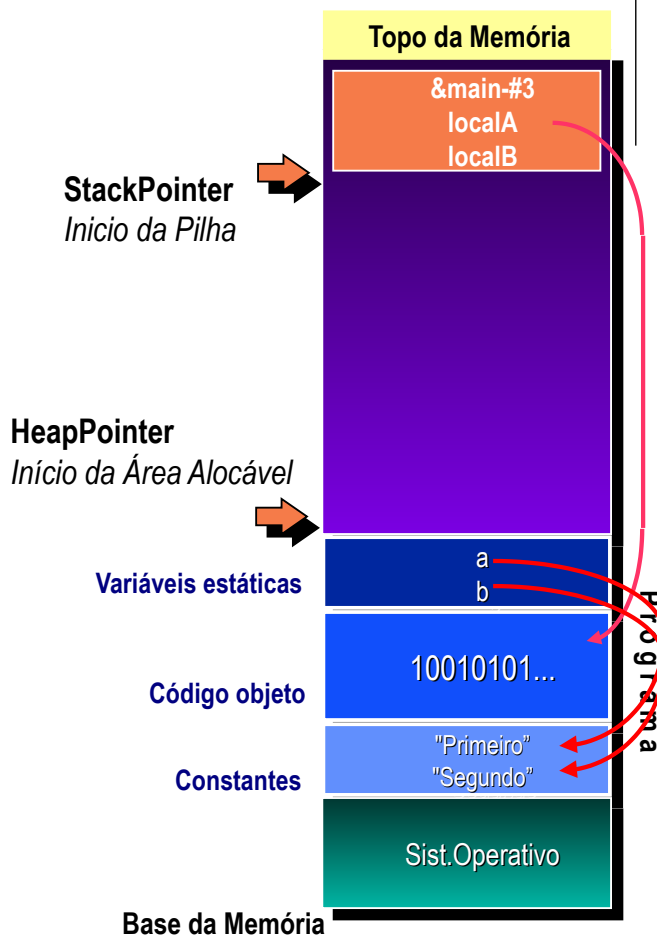 Topo da Memória
&main-#3
localA
localB
StackPointer
Inicio da Pilha
HeapPointer
Início da Área Alocável
Variáveis estáticas
a
b
Código objeto
10010101...
Programa
Constantes
"Primeiro”
"Segundo”
Sist.Operativo
Base da Memória